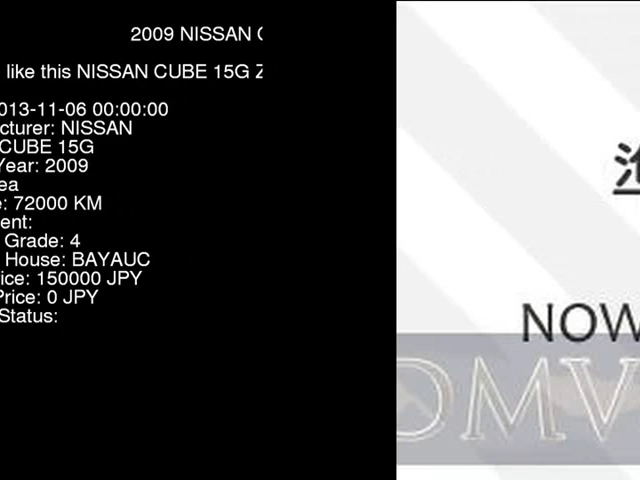 2009 NISSAN C
like this NISSAN CUBE 15G Z
013-11-06 00:00:00
cturer: NISSAN
CUBE 15G
Year: 2009
ea
e: 72000 KM
ent:
Grade: 4
House: BAYAUC
ice: 150000 JPY
Price: 0 JPY
Status:
NOW
DMV